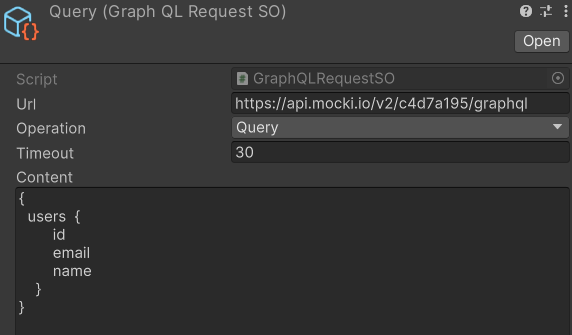 Query (Graph QL Request SO)
Open
Script GraphQLRequestSO
Url https://api.mocki.io/v2/c4d7a195/graphql
Operation Query
Timeout 30
Content
{
users {
id
email
name
}
}